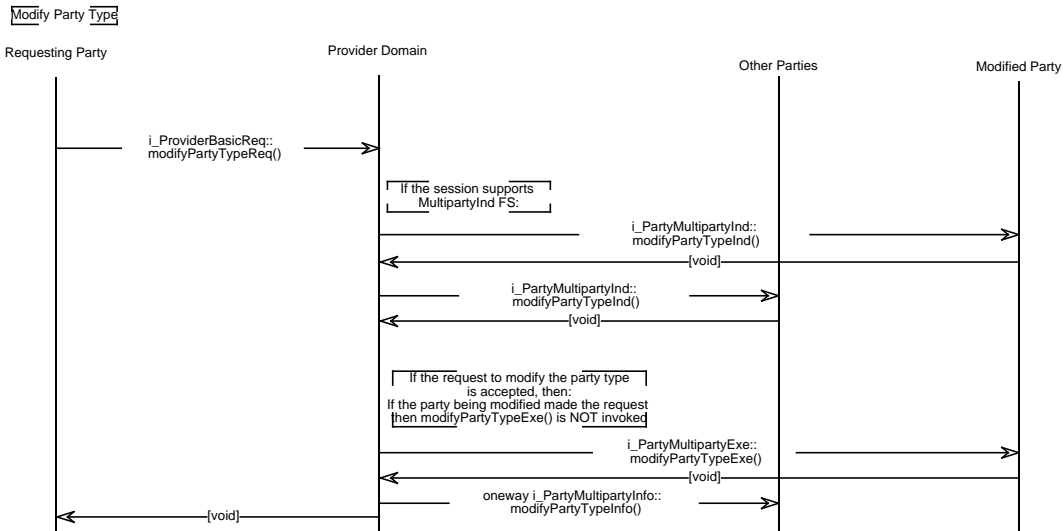 Modify Party Type
Requesting Party
Provider Domain
Other Parties
Modified Party
i_ProviderBasicReq::
modifyPartyTypeReq()
If the session supports
MultipartyInd FS:
i_PartyMultipartyInd::
modifyPartyTypeInd()
[void]
i_PartyMultipartyInd::
modifyPartyTypeInd()
[void]
If the request to modify the party type
is accepted, then:
If the party being modified made the request
then modifyPartyTypeExe() is NOT invoked
i_PartyMultipartyExe::
modifyPartyTypeExe()
[void]
oneway i_PartyMultipartyInfo::
modifyPartyTypeInfo()
[void]